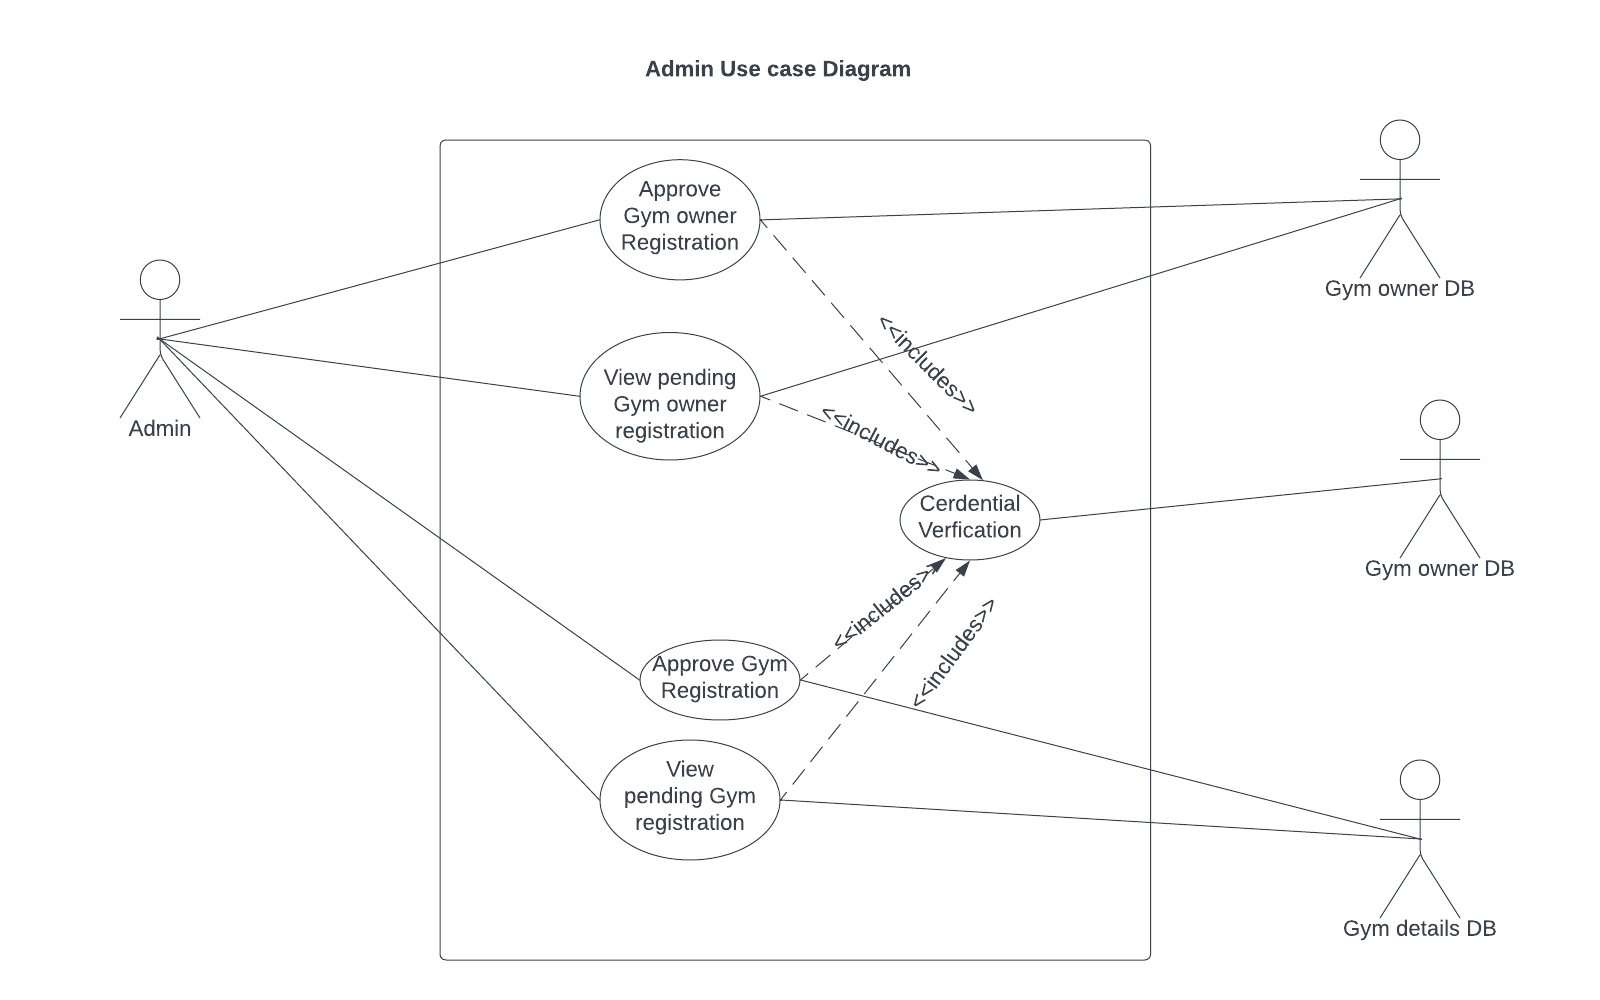 Admin Use case Diagram
Approve
Gym owner
Registration
Gym owner DB
<<includes>>
View pending
Gym owner
registration
<<includes>>
Admin
Cerdential
Verfication
Gym owner DB
<<includes>>
<<includes>>
Approve Gym
Registration
View
pending Gym
registration
Gym details DB